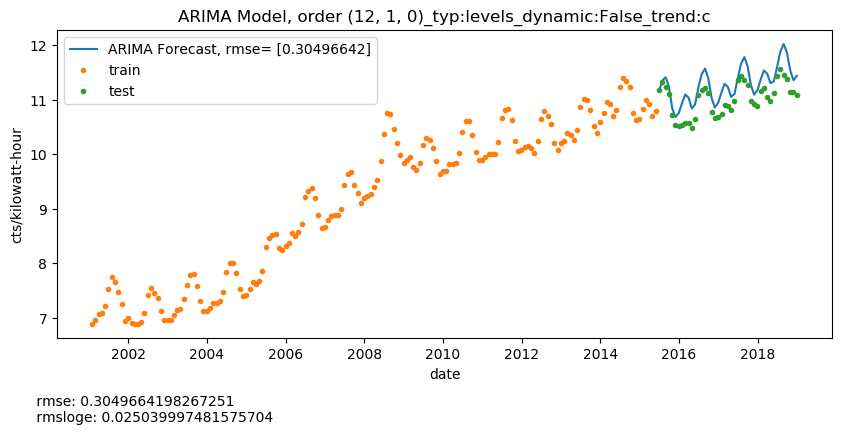 ARIMA Model, order (12, 1, 0)_typ:levels_dynamic:False_trend:c
ARIMA Forecast, rmse= [0.30496642]
train
test
12
11
10
9
8
7
cts/kilowatt-hour
2002
2004
2006
2008
2010
2012
2014
2016
2018
date
rmse: 0.3049664198267251
rmsloge: 0.025039997481575704